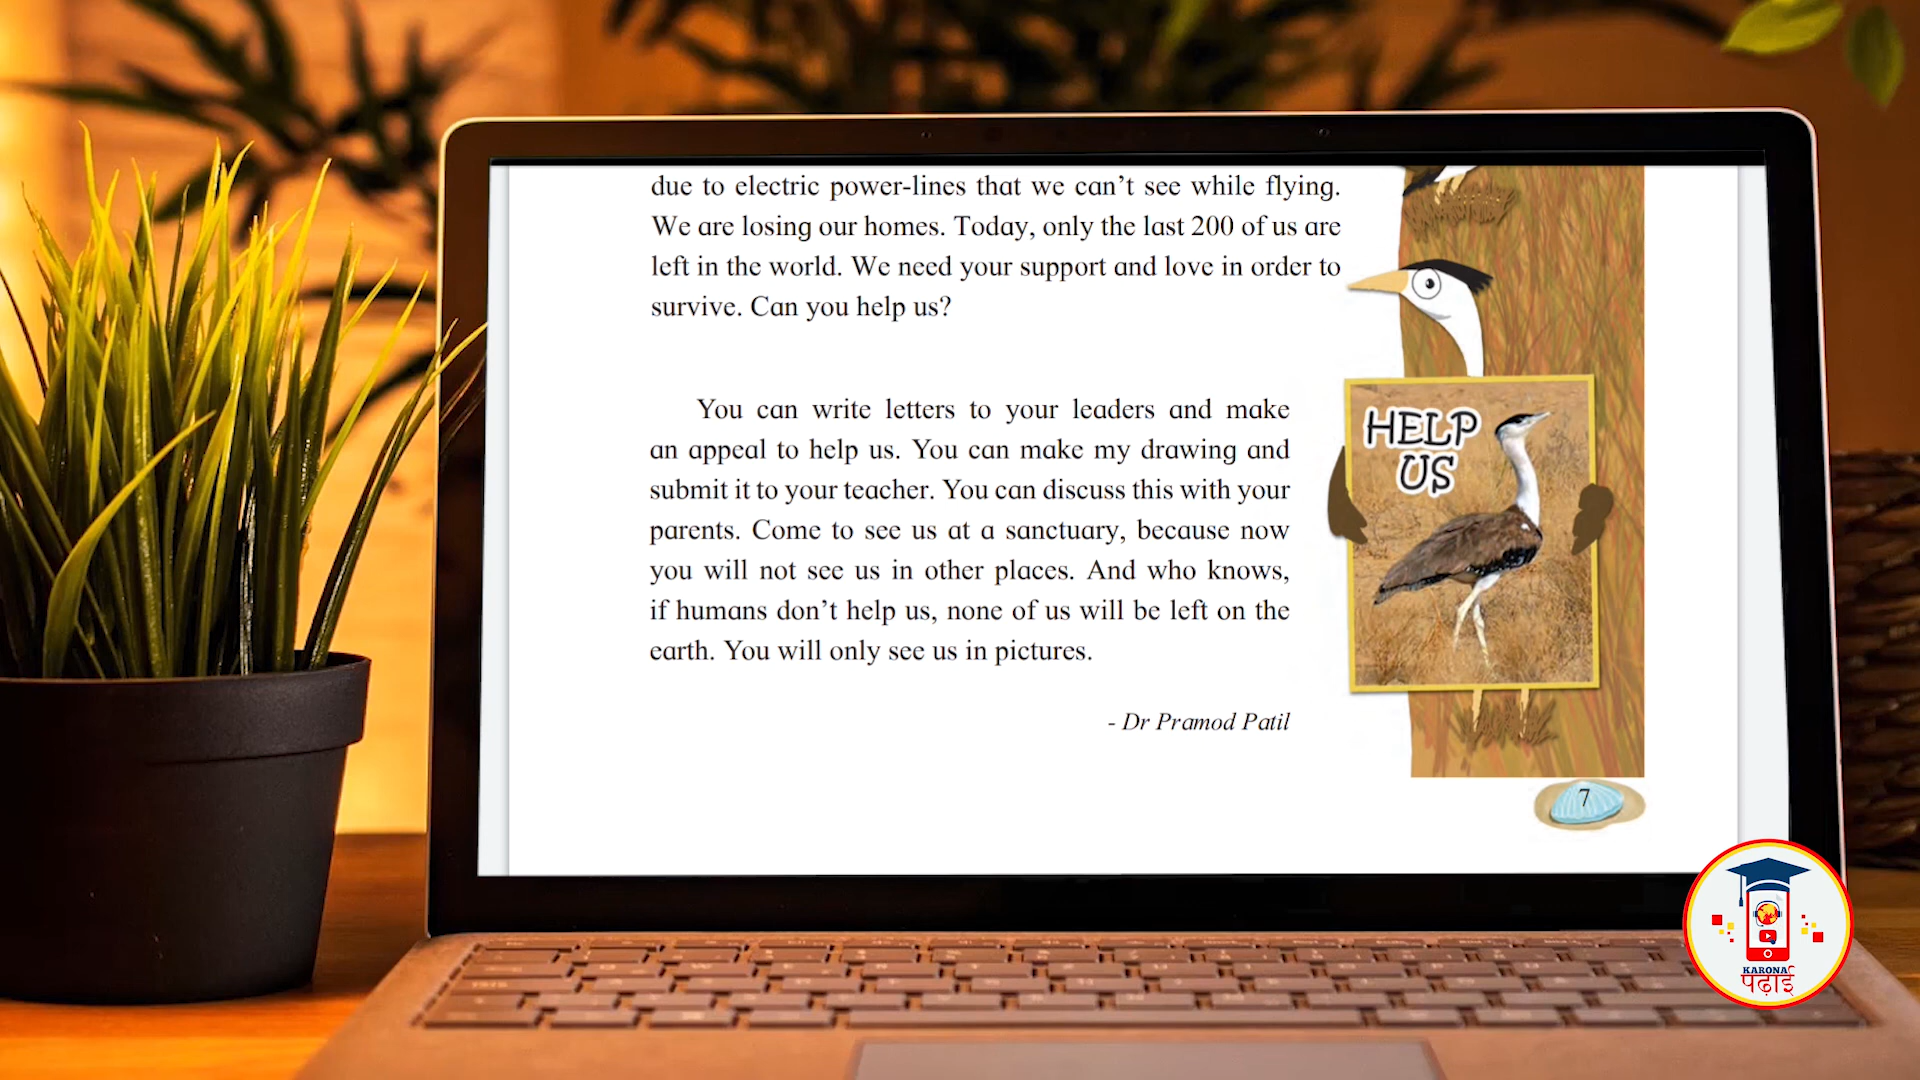 due to electric power-lines that we can't see while flying.
We are losing our homes. Today, only the last 200 of us are
left in the world. We need your support and love in order to
survive. Can you help us?
You can write letters to your leaders and make
an appeal to help us. You can make my drawing and
submit it to your teacher. You can discuss this with your
parents. Come to see us at a sanctuary, because now
you will not see us in other places. And who knows,
if humans don't help us, none of us will be left on the
earth. You will only see us in pictures.
- Dr Pramod Patil
HELP
US
7
KARONA
पढ़ाई